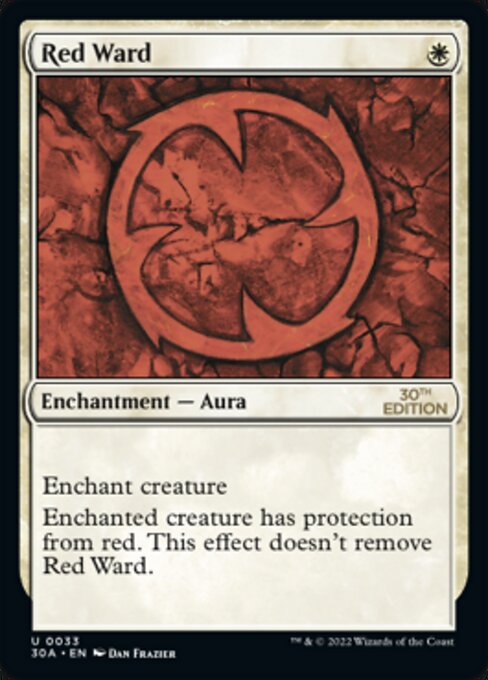 Red Ward
Enchantment — Aura
30TH
EDITION
Enchant creature
Enchanted creature has protection
from red. This effect doesn't remove
Red Ward.
U 0033
30A • EN Dan Frazier
™ & © 2022 Wizards of the Coast